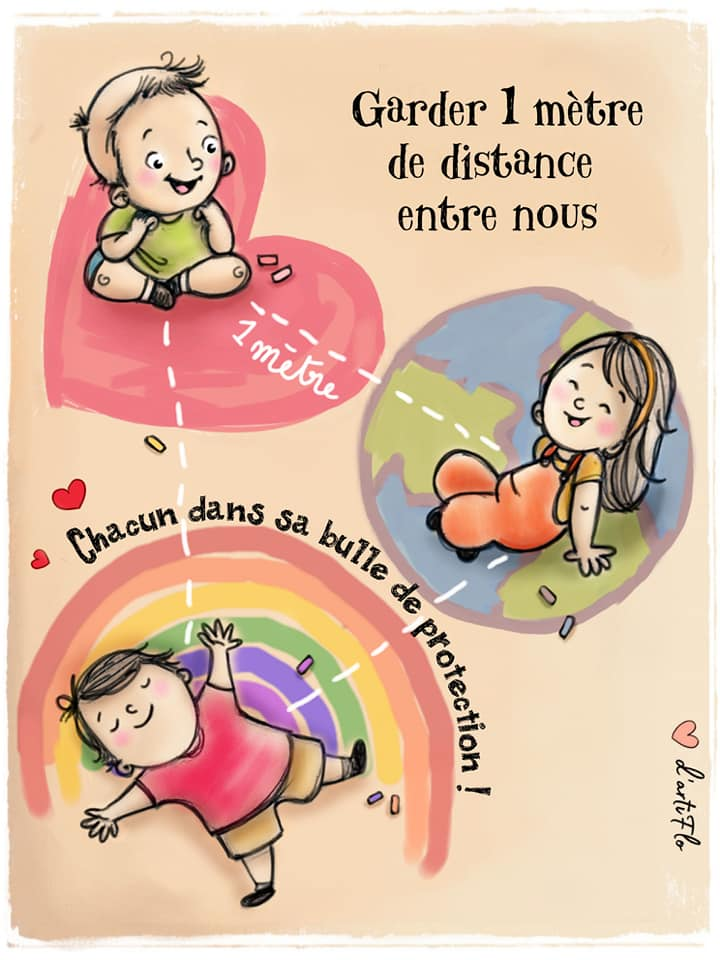 Garder 1 mètre
de distance
entre nous
1 mètre
Chacun dans sa bulle de protection !
d'artiFlo